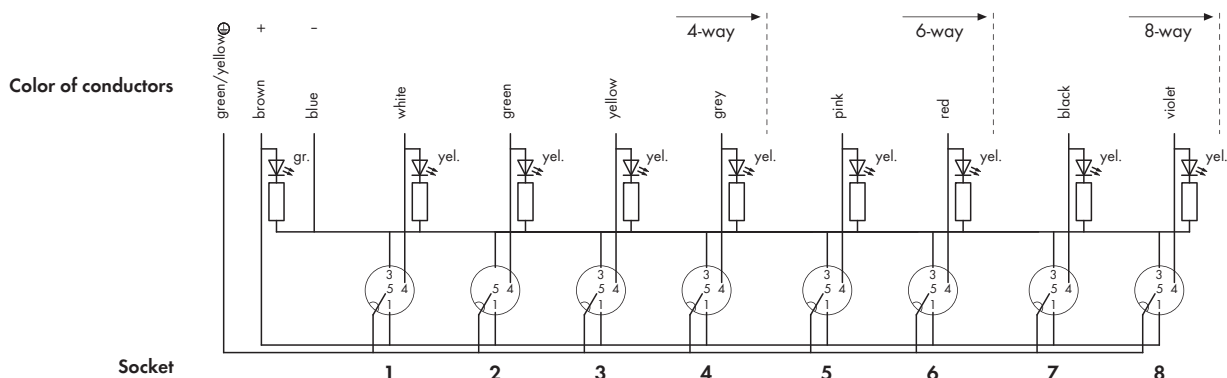 4-way 6-way 8-way
+ –
Color of conductors green/yellow brown blue white green yellow grey pink red black violet
gr. yel. yel. yel. yel. yel. yel. yel. yel.
3 3 3 3 3 3 3 3
5 4 5 4 5 4 5 4 5 4 5 4 5 4 5 4
1 1 1 1 1 1 1 1
Socket 1 2 3 4 5 6 7 8